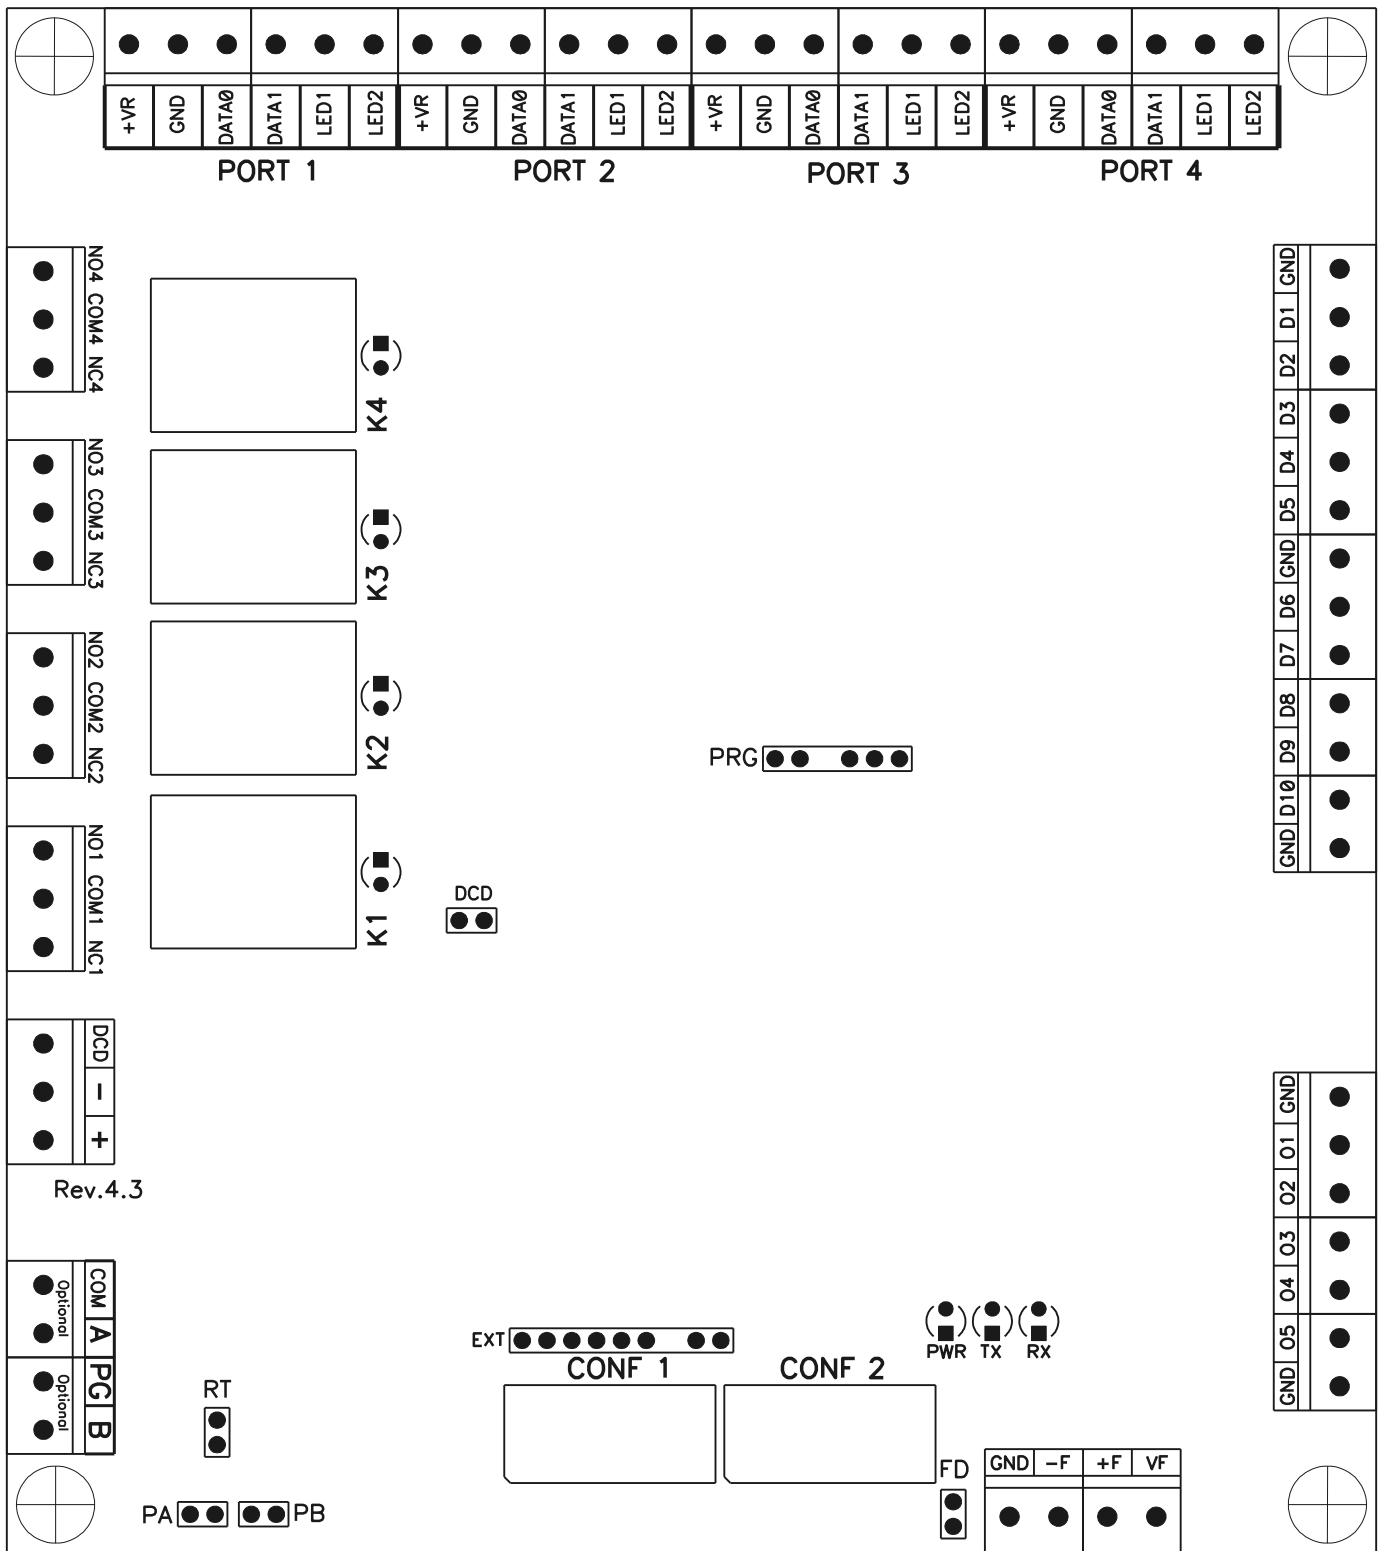 +VR GND DATA0 DATA1 LED1 LED2 +VR GND DATA0 DATA1 LED1 LED2 +VR GND DATA0 DATA1 LED1 LED2 +VR GND DATA0 DATA1 LED1 LED2
PORT 1 PORT 2 PORT 3 PORT 4
NO4 COM4 NC4
K4
NO3 COM3 NC3
K3
NO2 COM2 NC2
K2
NO1 COM1 NC1
K1
DCD
PRG
GND D1 D2 D3 D4 D5 GND D6 D7 D8 D9 D10 GND
DCD - +
Rev.4.3
GND O1 O2 O3 O4 O5 GND
COM A PG B
Optional
Optional
EXT
CONF 1 CONF 2
PWR TX RX
RT
PA PB
FD
GND -F +F VF